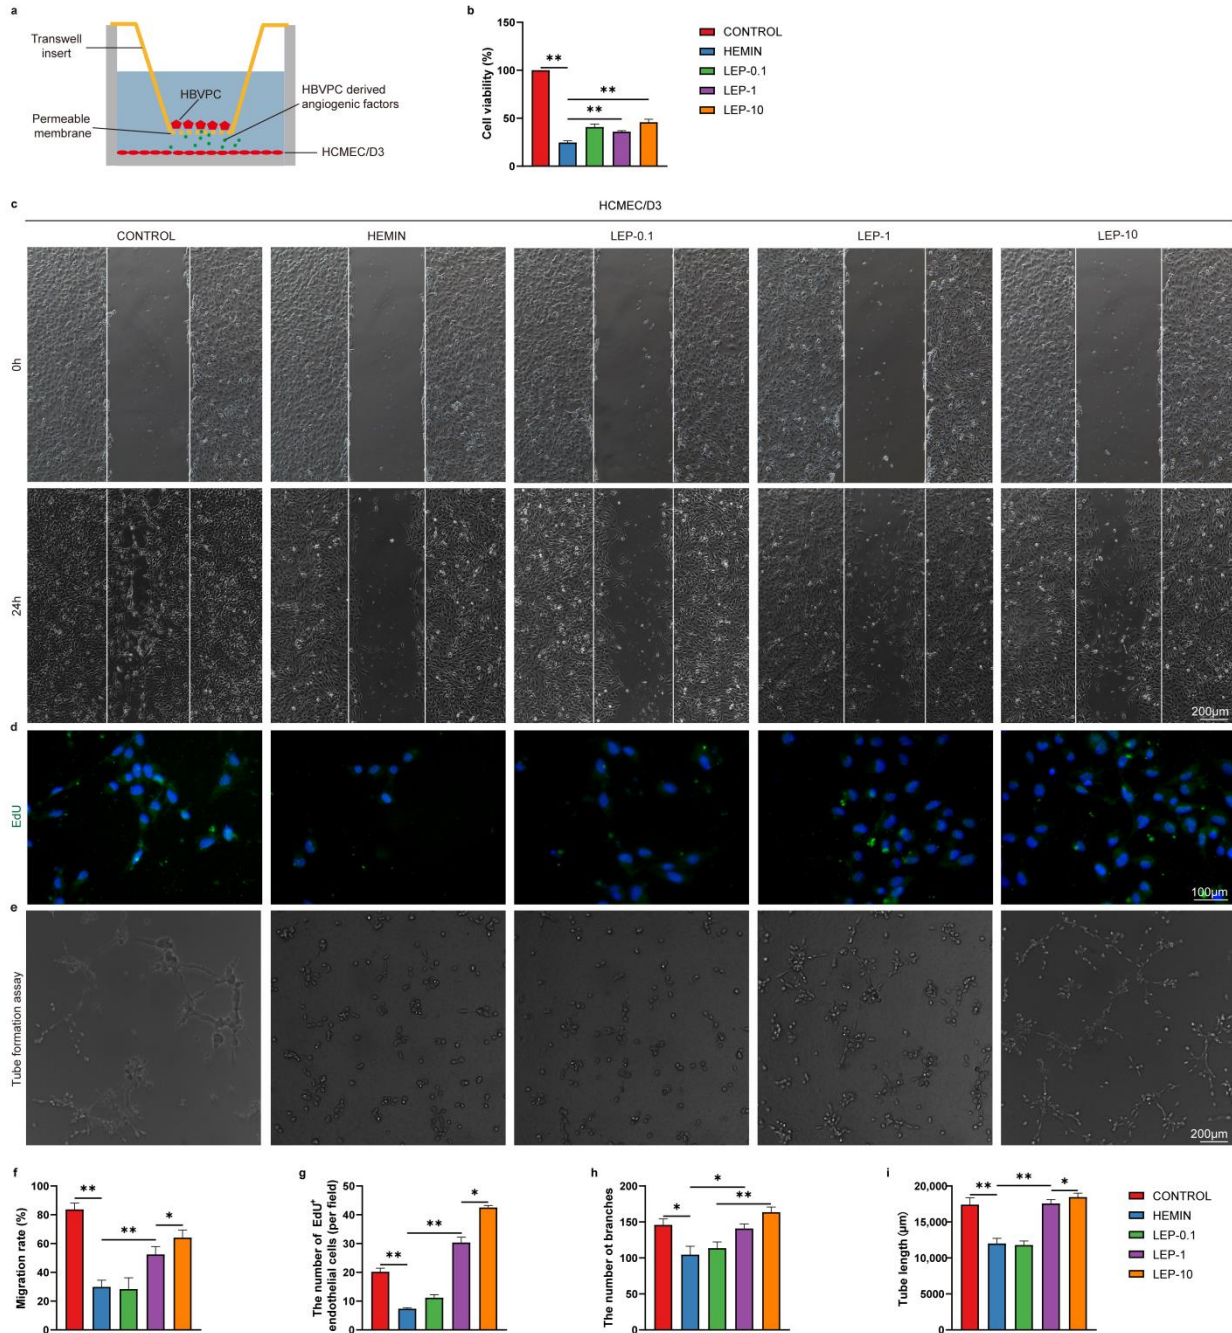 a
Transwell
insert
HBVPC
HBVPC derived
angiogenic factors
Permeable
membrane
HCMEC/D3
b
Cell viability (%)
150
100
50
0
**
**
**
CONTROL
HEMIN
LEP-0.1
LEP-1
LEP-10
c
HCMEC/D3
CONTROL
HEMIN
LEP-0.1
LEP-1
LEP-10
0h
24h
200μm
d
EdU
100μm
e
Tube formation assay
200μm
f
Migration rate (%)
100
80
60
40
20
0
**
**
*
g
The number of EdU+
endothelial cells (per field)
50
40
30
20
10
0
**
**
*
h
The number ot branches
200
150
100
50
0
*
*
**
i
Tube length (μm)
20,000
15,000
10,000
5000
0
**
**
*
CONTROL
HEMIN
LEP-0.1
LEP-1
LEP-10